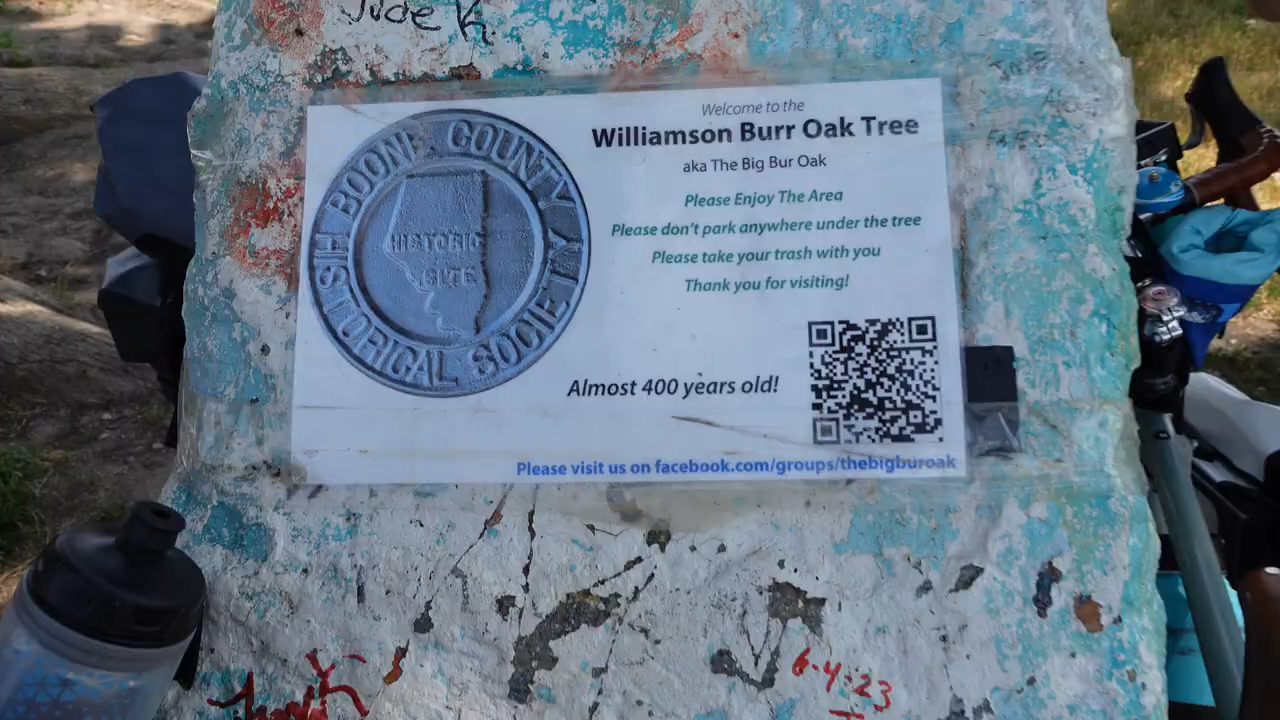 Jude K.
BOONE COUNTY
HISTORICAL SOCIETY
HISTORIC
SITE
Welcome to the
Williamson Burr Oak Tree
aka The Big Bur Oak
Please Enjoy The Area
Please don't park anywhere under the tree
Please take your trash with you
Thank you for visiting!
Almost 400 years old!
Please visit us on facebook.com/groups/thebigburoak
6-4-23